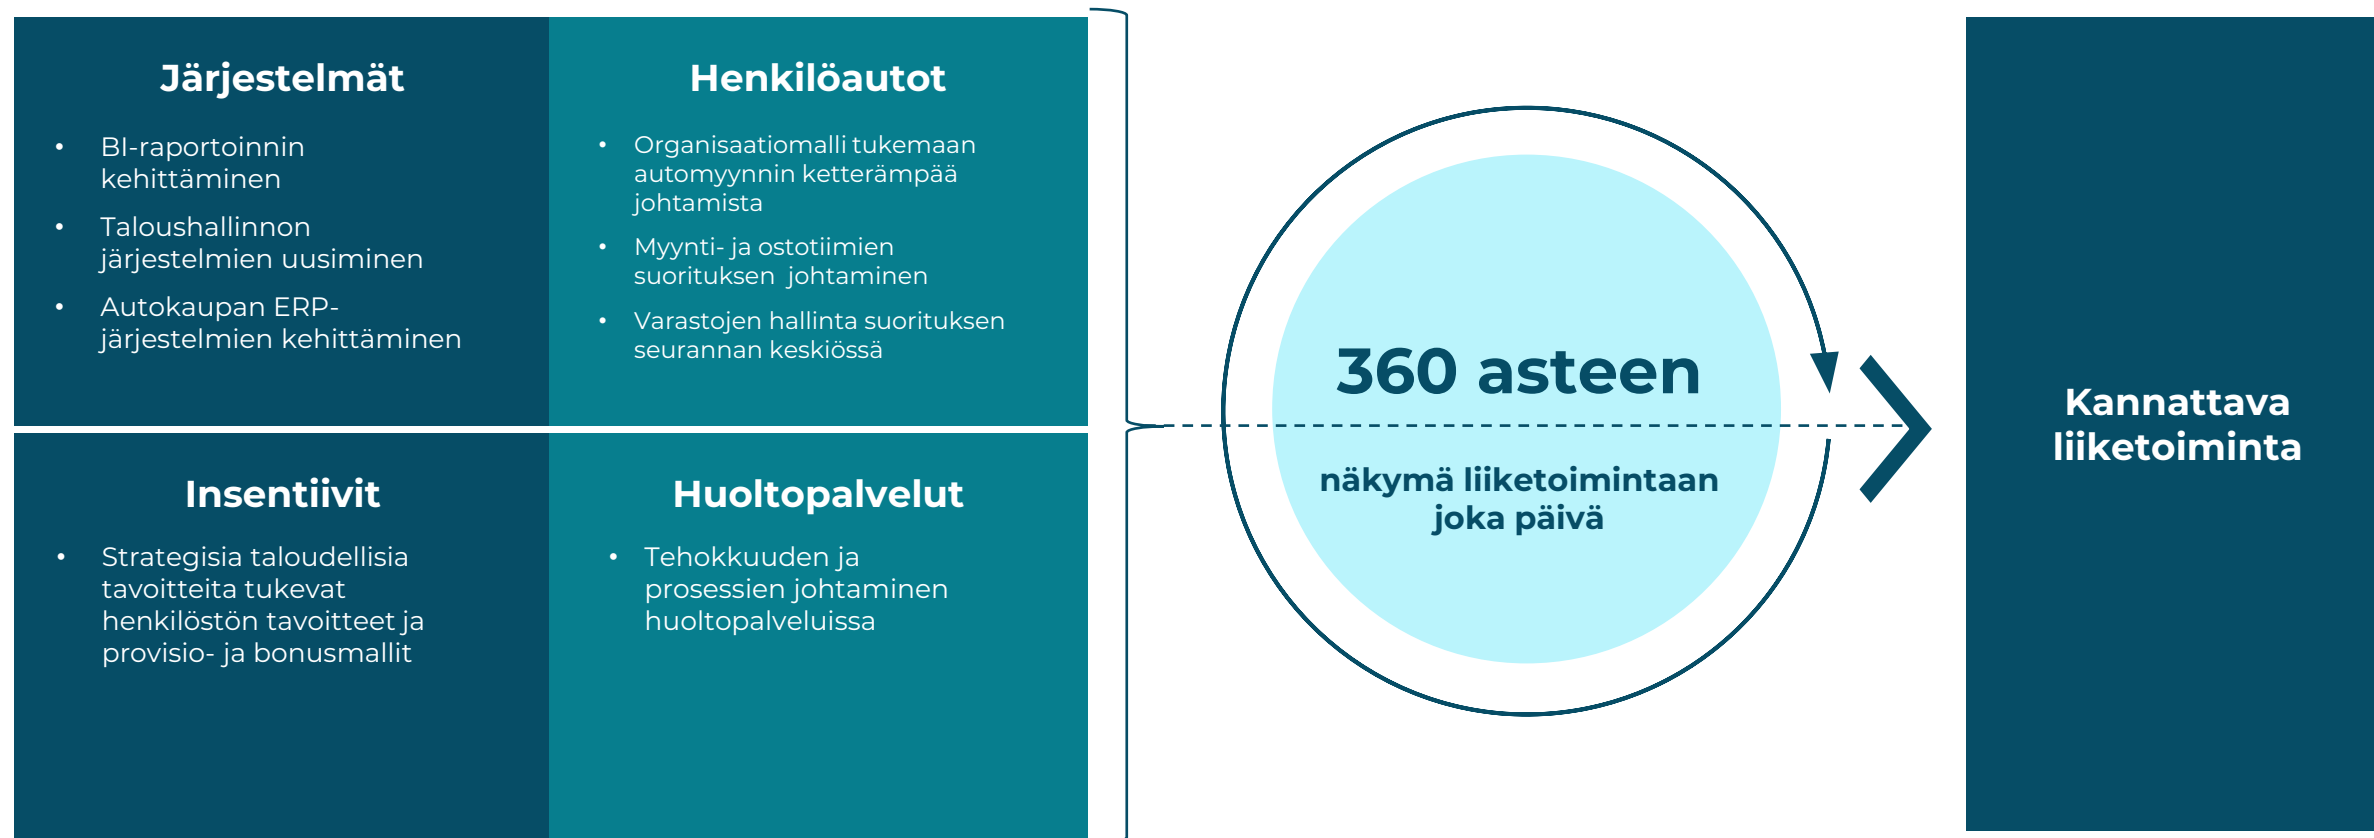 Järjestelmät
• BI-raportoinnin
kehittäminen
• Taloushallinnon
järjestelmien uusiminen
• Autokaupan ERP-
järjestelmien kehittäminen
Henkilöautot
• Organisaatiomalli tukemaan
automyynnin ketterämpää
johtamista
• Myynti- ja ostotiimien
suorituksen johtaminen
• Varastojen hallinta suorituksen
seurannan keskiössä
Insentiivit
• Strategisia taloudellisia
tavoitteita tukevat
henkilöstön tavoitteet ja
provisio- ja bonusmallit
Huoltopalvelut
• Tehokkuuden ja
prosessien johtaminen
huoltopalveluissa
360 asteen
näkymä liiketoimintaan
joka päivä
Kannattava
liiketoiminta